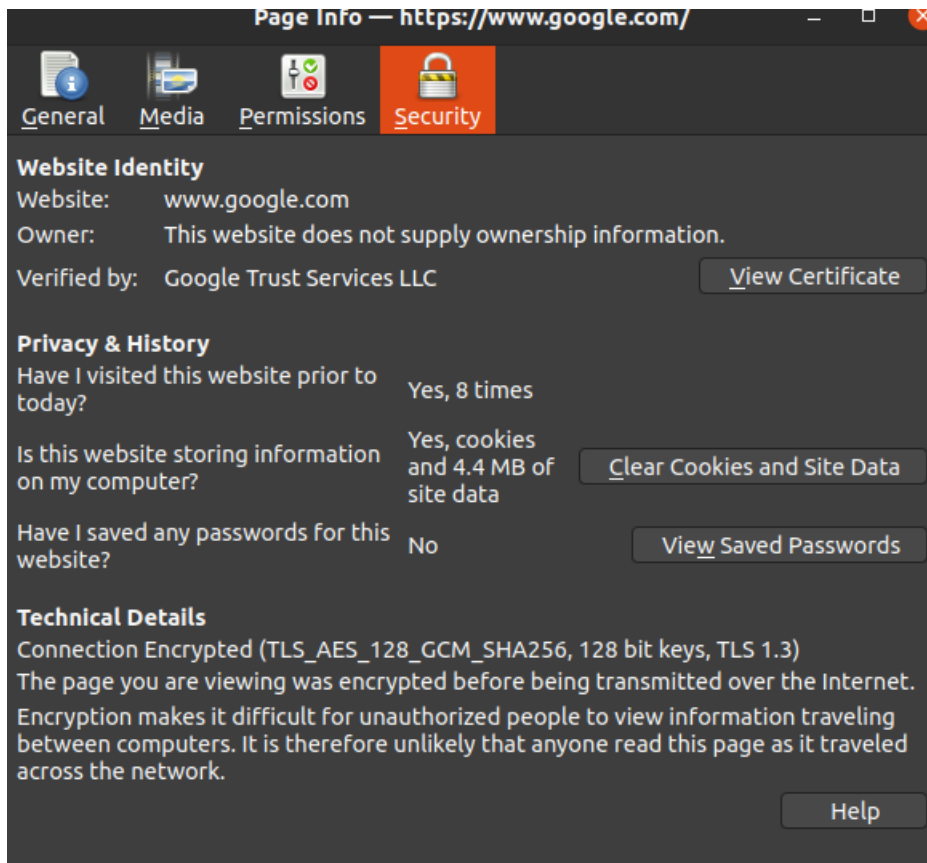 Page Info — https://www.google.com/
General Media Permissions Security
Website Identity
Website: www.google.com
Owner: This website does not supply ownership information.
Verified by: Google Trust Services LLC View Certificate
Privacy & History
Have I visited this website prior to
today?
Yes, 8 times
Is this website storing information
on my computer?
Yes, cookies
and 4.4 MB of
site data
Clear Cookies and Site Data
Have I saved any passwords for this
website?
No
View Saved Passwords
Technical Details
Connection Encrypted (TLS_AES_128_GCM_SHA256, 128 bit keys, TLS 1.3)
The page you are viewing was encrypted before being transmitted over the Internet.
Encryption makes it difficult for unauthorized people to view information traveling
between computers. It is therefore unlikely that anyone read this page as it traveled
across the network.
Help